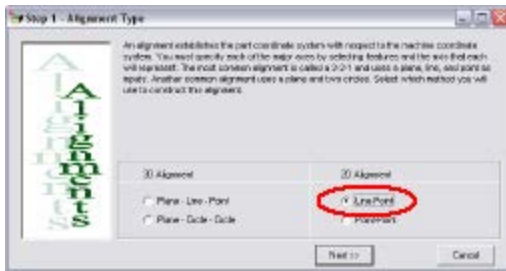 Step 1 - Alignment Type
An alignment establishes the part coordinate system with respect to the machine coordinate
system. You must specify each of the major axes by selecting features and the axis that each
will represent. The most common alignment is called a 3-2-1 and uses a plane, line, and point as
inputs. Another common alignment uses a plane and two circles. Select which method you will
use to construct the alignment.
Alignments
3D Alignment
2D Alignment
Plane - Line - Point
Line-Point
Plane - Circle - Circle
Point-Point
Next >>
Cancel